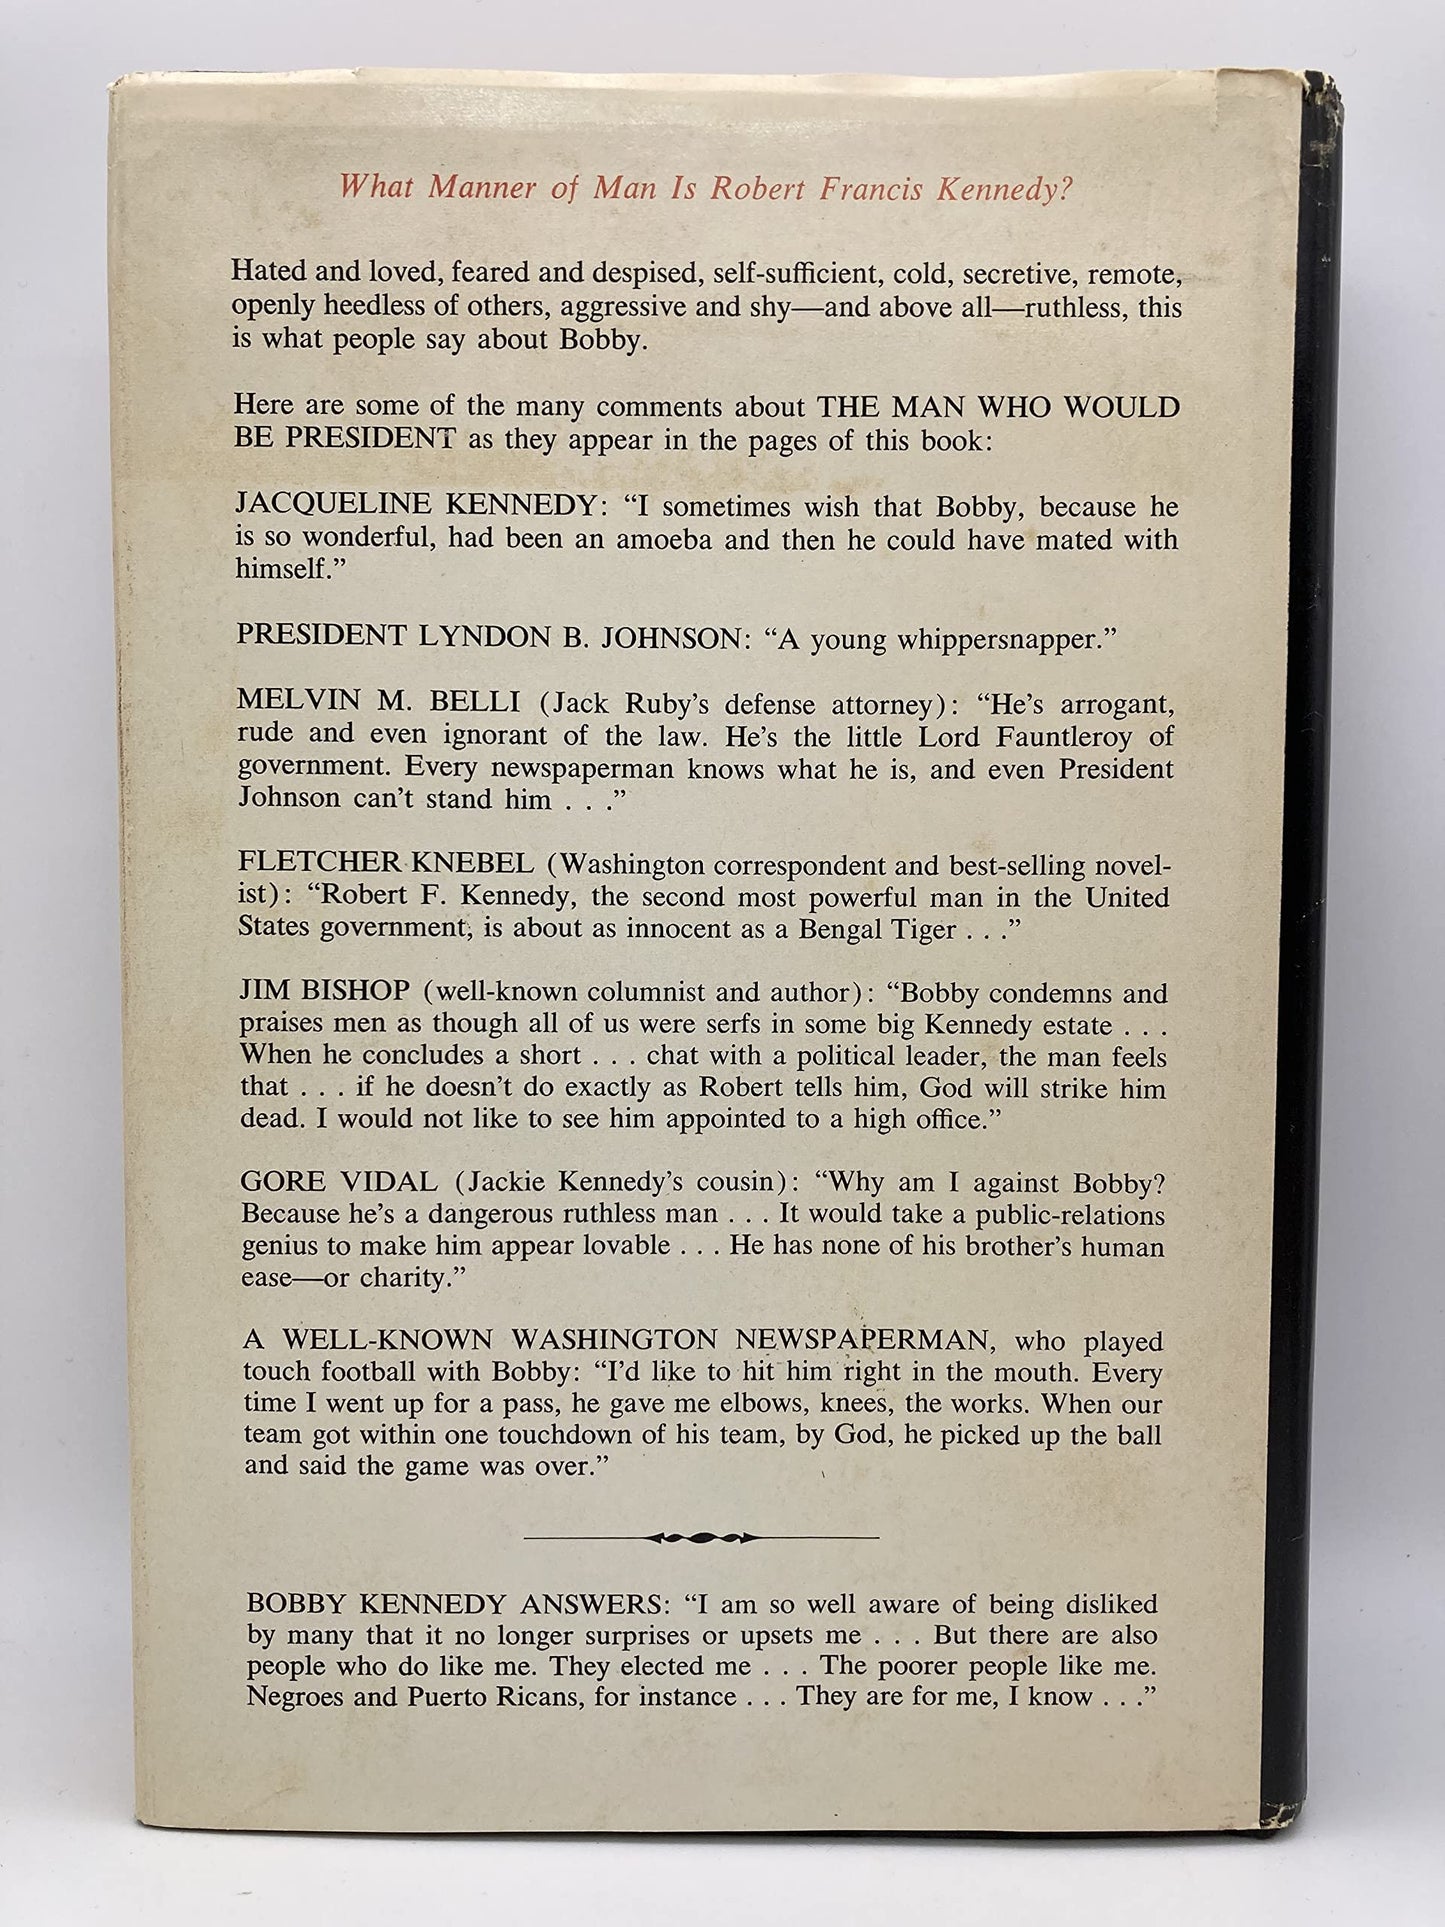 What Manner of Man Is Robert Francis Kennedy?
Hated and loved, feared and despised, self-sufficient, cold, secretive, remote,
openly heedless of others, aggressive and shy—and above all—ruthless, this
is what people say about Bobby.
Here are some of the many comments about THE MAN WHO WOULD
BE PRESIDENT as they appear in the pages of this book:
JACQUELINE KENNEDY: “I sometimes wish that Bobby, because he
is so wonderful, had been an amoeba and then he could have mated with
himself.”
PRESIDENT LYNDON B. JOHNSON: “A young whippersnapper.”
MELVIN M. BELLI (Jack Ruby’s defense attorney): “He’s arrogant,
rude and even ignorant of the law. He’s the little Lord Fauntleroy of
government. Every newspaperman knows what he is, and even President
Johnson can’t stand him . . .”
FLETCHER KNEBEL (Washington correspondent and best-selling novel-
ist): “Robert F. Kennedy, the second most powerful man in the United
States government, is about as innocent as a Bengal Tiger . . .”
JIM BISHOP (well-known columnist and author): “Bobby condemns and
praises men as though all of us were serfs in some big Kennedy estate . . .
When he concludes a short . . . chat with a political leader, the man feels
that . . . if he doesn’t do exactly as Robert tells him, God will strike him
dead. I would not like to see him appointed to a high office.”
GORE VIDAL (Jackie Kennedy’s cousin): “Why am I against Bobby?
Because he’s a dangerous ruthless man . . . It would take a public-relations
genius to make him appear lovable . . . He has none of his brother’s human
ease—or charity.”
A WELL-KNOWN WASHINGTON NEWSPAPERMAN, who played
touch football with Bobby: “I’d like to hit him right in the mouth. Every
time I went up for a pass, he gave me elbows, knees, the works. When our
team got within one touchdown of his team, by God, he picked up the ball
and said the game was over.”
BOBBY KENNEDY ANSWERS: “I am so well aware of being disliked
by many that it no longer surprises or upsets me . . . But there are also
people who do like me. They elected me . . . The poorer people like me.
Negroes and Puerto Ricans, for instance . . . They are for me, I know . . .”